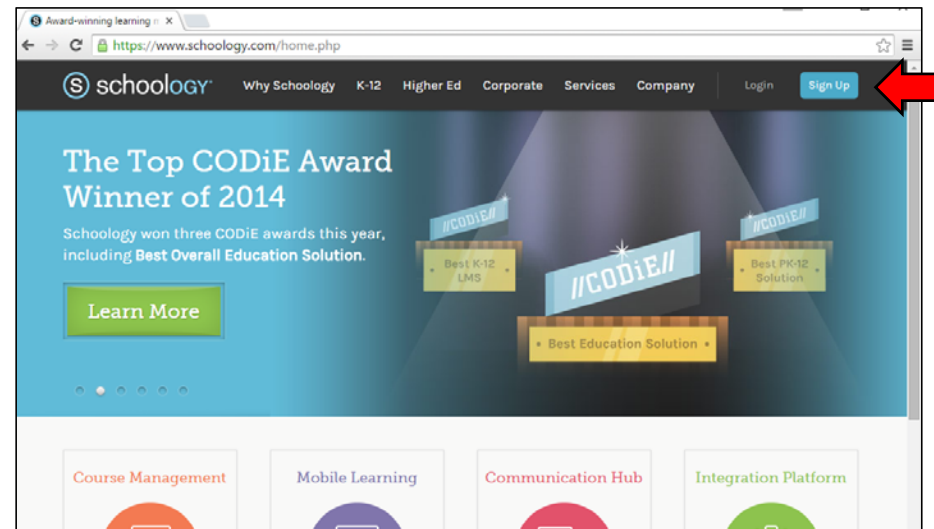 Award-winning learning m
https://www.schoology.com/home.php
S schoology Why Schoology K-12 Higher Ed Corporate Services Company Login Sign Up
The Top CODiE Award
Winner of 2014
Schoology won three CODiE awards this year,
including Best Overall Education Solution.
Learn More
//CODiE//
Best K-12
LMS
//CODiE//
• Best Education Solution •
//CODiE//
Best PK-12
Solution
Course Management
Mobile Learning
Communication Hub
Integration Platform